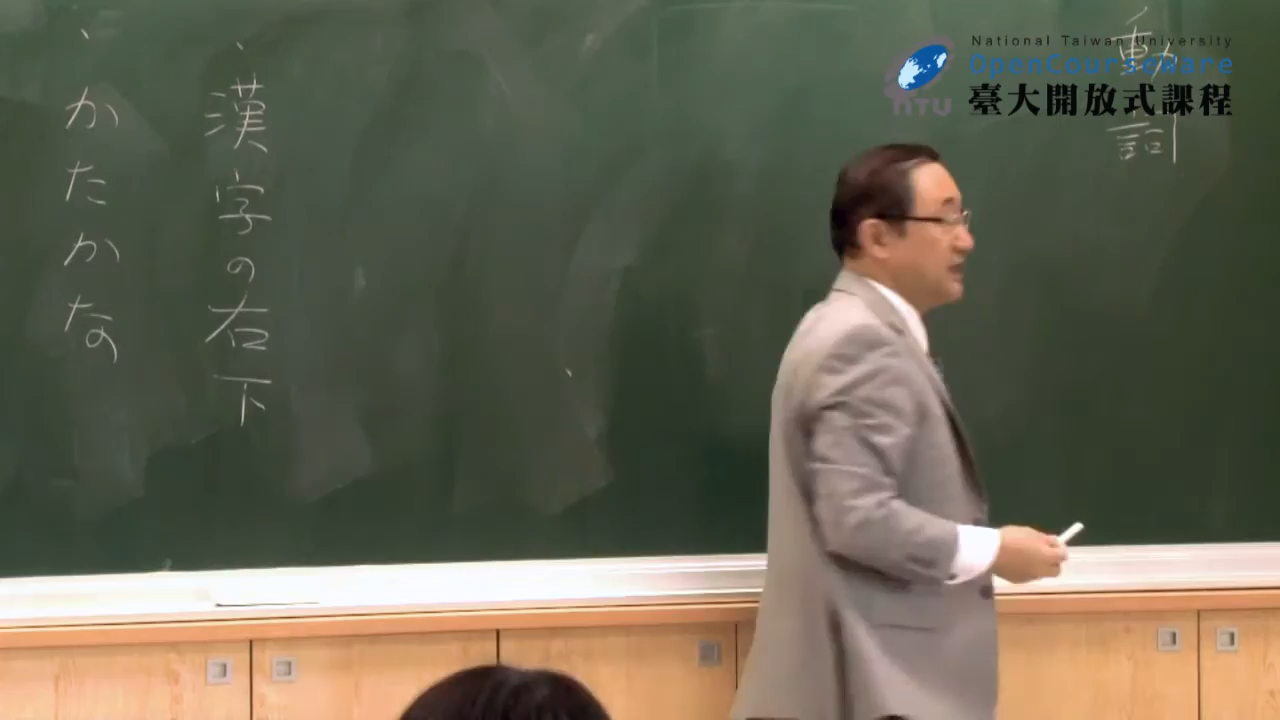 National Taiwan University
OpenCourseWare
臺大開放式課程
NTU
動詞
、漢字の右下
、かたかな